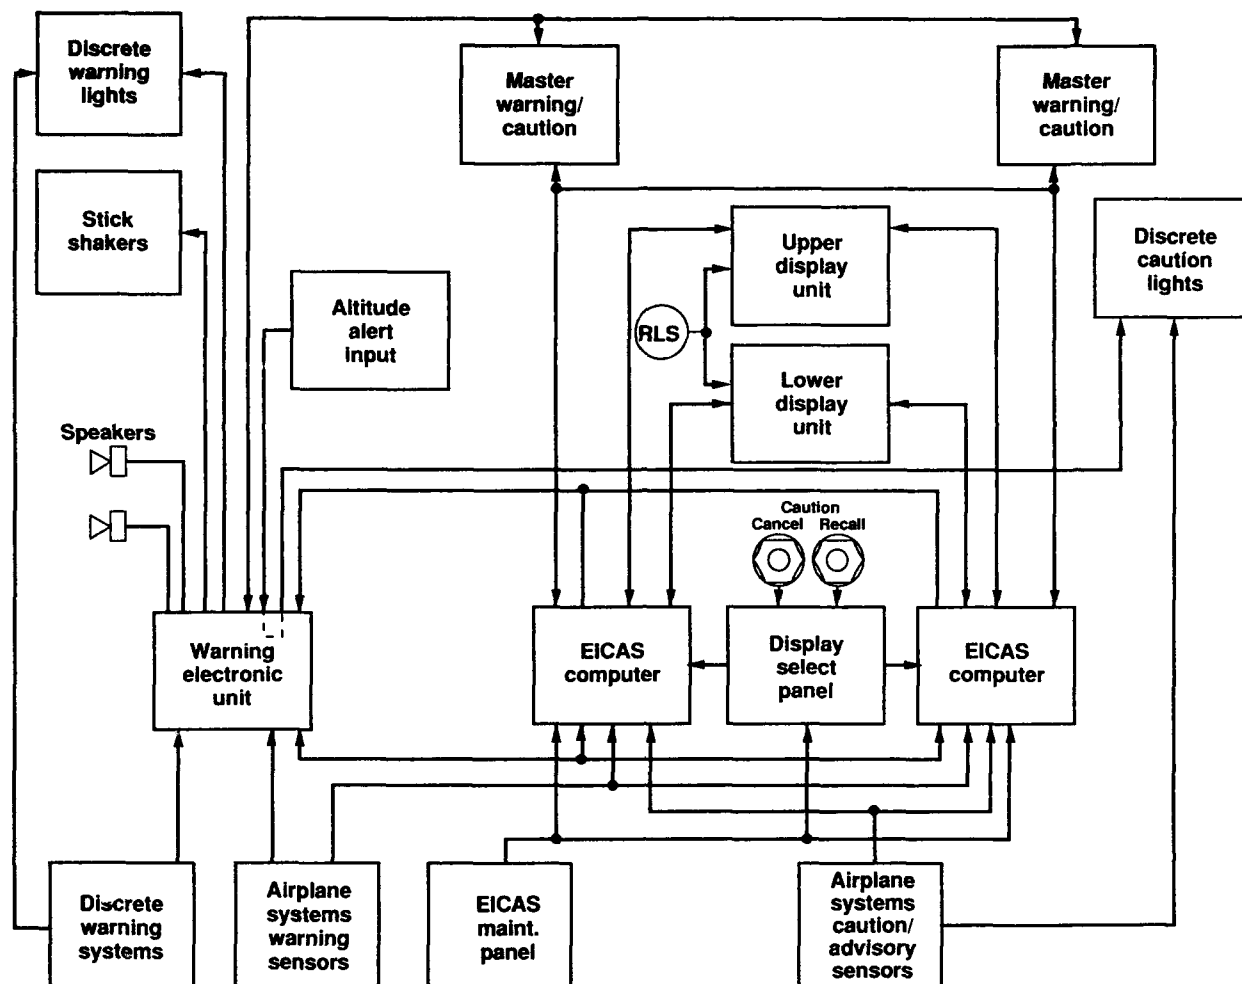 Discrete
warning
lights
Master
warning/
caution
Master
warning/
caution
Stick
shakers
Upper
display
unit
Discrete
caution
lights
Altitude
alert
input
RLS
Lower
display
unit
Speakers
Caution
Cancel Recall
Warning
electronic
unit
EICAS
computer
Display
select
panel
EICAS
computer
Discrete
warning
systems
Airplane
systems
warning
sensors
EICAS
maint.
panel
Airplane
systems
caution/
advisory
sensors